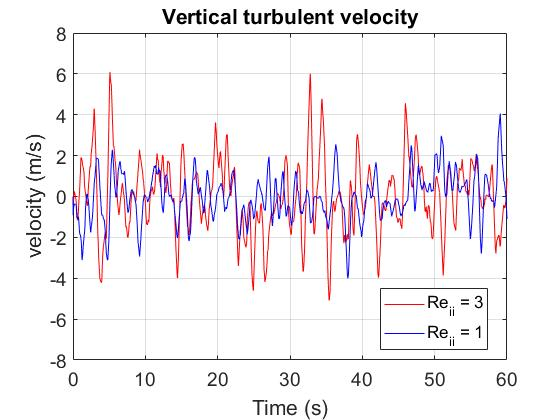 Vertical turbulent velocity
8
6
4
2
0
-2
-4
-6
-8
velocity (m/s)
0 10 20 30 40 50 60
Time (s)
Re_ii = 3
Re_ii = 1